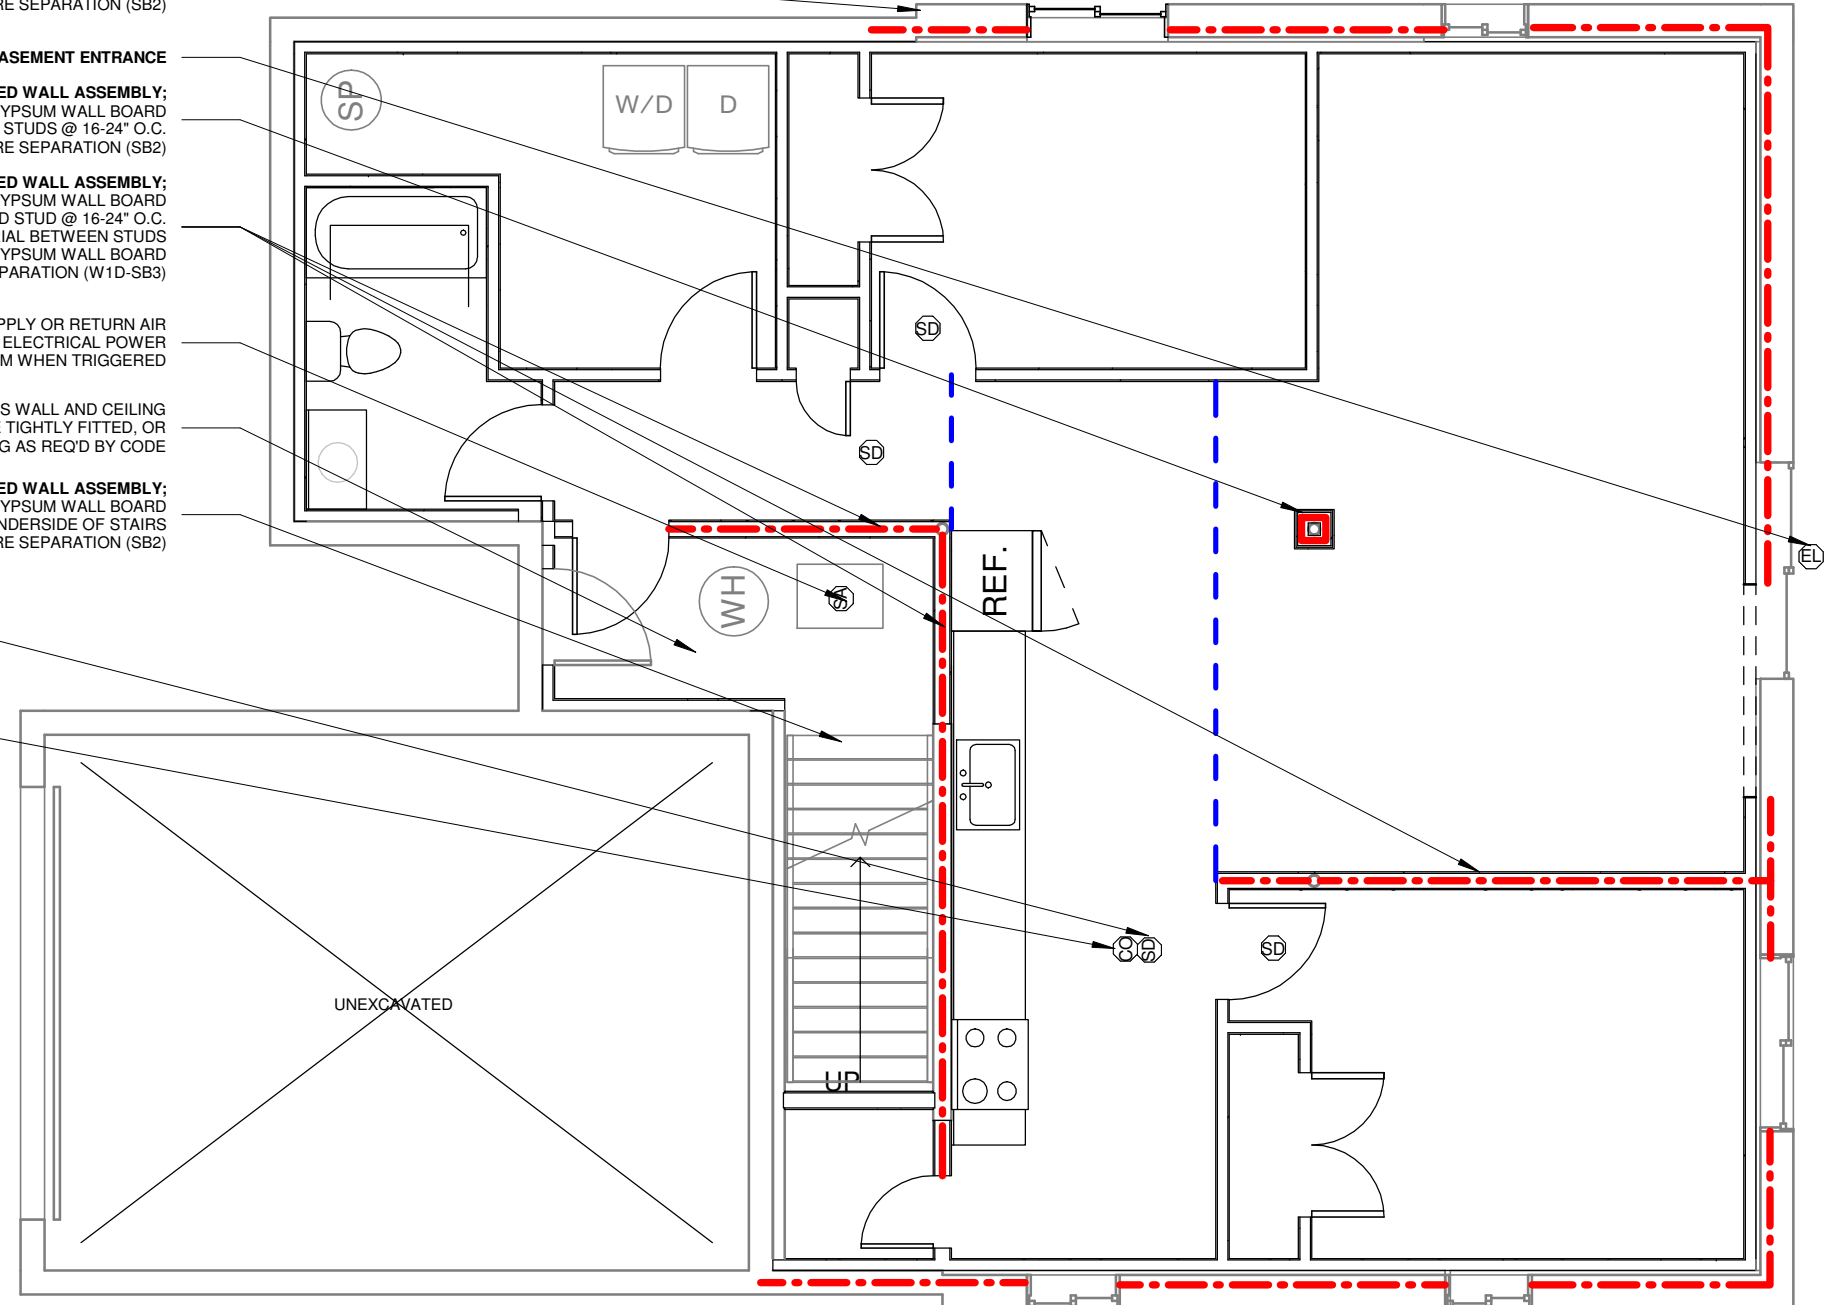 RE SEPARATION (SB2)
ASEMENT ENTRANCE
ED WALL ASSEMBLY;
YPSUM WALL BOARD
STUDS @ 16-24" O.C.
RE SEPARATION (SB2)
ED WALL ASSEMBLY;
YPSUM WALL BOARD
D STUD @ 16-24" O.C.
IAL BETWEEN STUDS
YPSUM WALL BOARD
PARATION (W1D-SB3)
PPLY OR RETURN AIR
ELECTRICAL POWER
M WHEN TRIGGERED
S WALL AND CEILING
E TIGHTLY FITTED, OR
G AS REQ'D BY CODE
ED WALL ASSEMBLY;
YPSUM WALL BOARD
NDERSIDE OF STAIRS
RE SEPARATION (SB2)
SP
W/D
D
SD
SD
EL
REF.
WH
SA
CO
SD
SD
UNEXCAVATED
UP